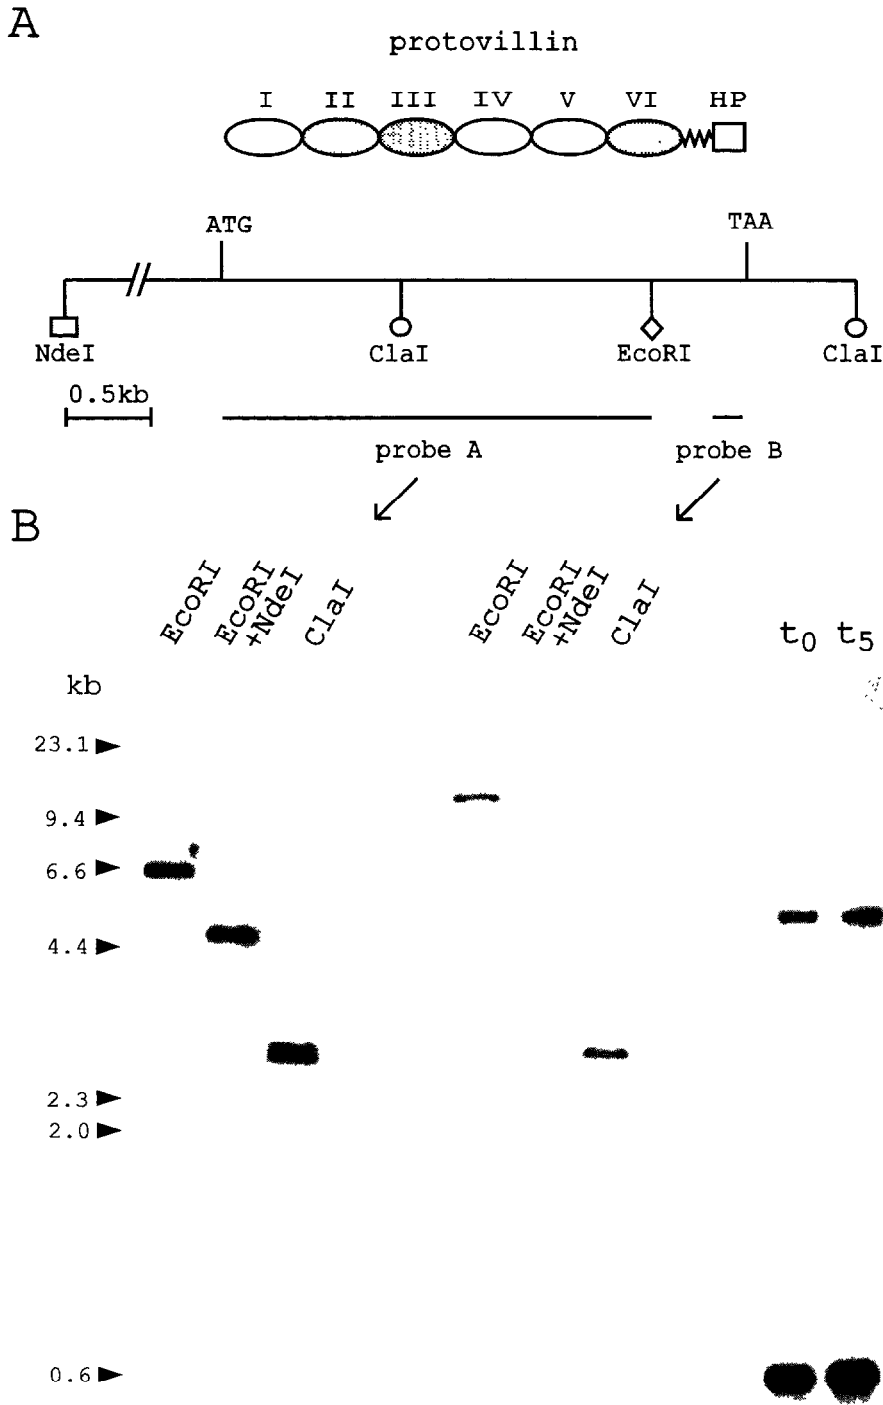 A
protovillin
I II III IV V VI HP
ATG TAA
NdeI ClaI EcoRI ClaI
0.5kb
probe A probe B
B
EcoRI EcoRI +NdeI ClaI EcoRI EcoRI +NdeI ClaI t0 t5
kb
23.1
9.4
6.6
4.4
2.3
2.0
0.6